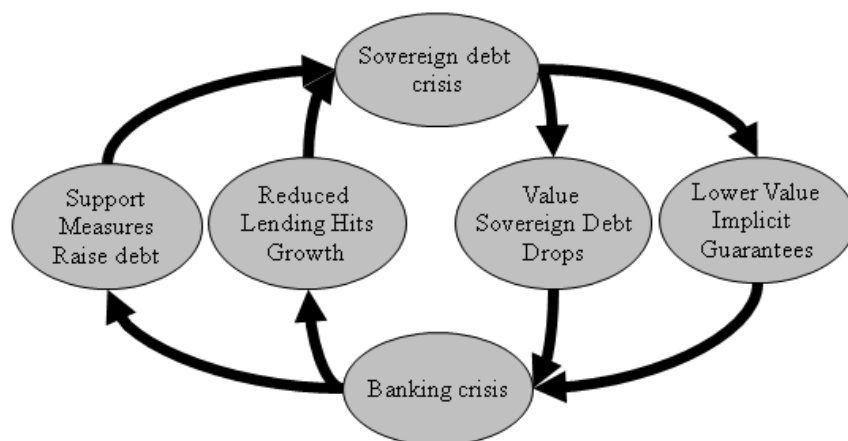 Sovereign debt
crisis
Support
Measures
Raise debt
Reduced
Lending Hits
Growth
Value
Sovereign Debt
Drops
Lower Value
Implicit
Guarantees
Banking crisis